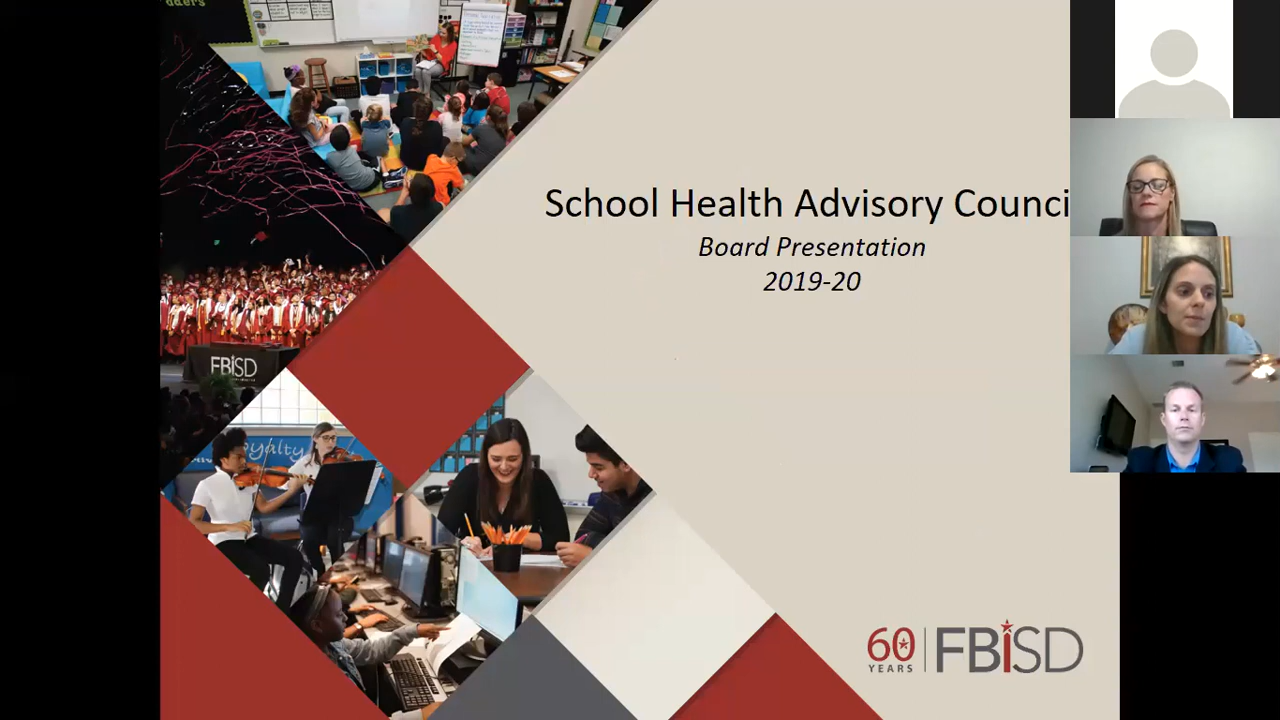 School Health Advisory Counci
Board Presentation
2019-20
FBiSD
60
YEARS
FBiSD